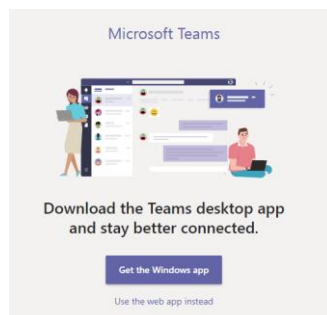 Microsoft Teams
Download the Teams desktop app
and stay better connected.
Get the Windows app
Use the web app instead